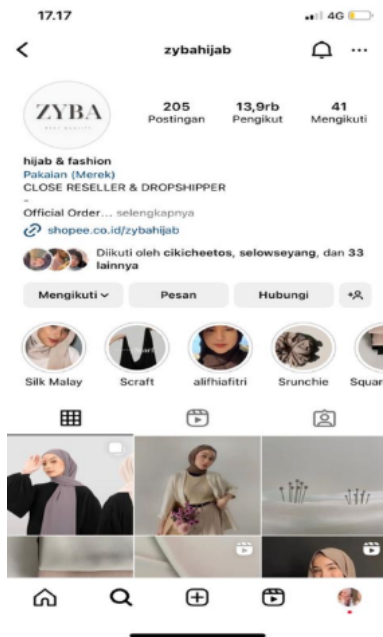 17.17
4G
zybahijab
ZYBA
205
Postingan
13,9rb
Pengikut
41
Mengikuti
hijab & fashion
Pakaian (Merek)
CLOSE RESELLER & DROPSHIPPER
-
Official Order... selengkapnya
shopee.co.id/zybahijab
Diikuti oleh cikicheetos, selowseyang, dan 33
lainnya
Mengikuti
Pesan
Hubungi
Silk Malay
Scraft
alifhiafitri
Srunchie
Squar